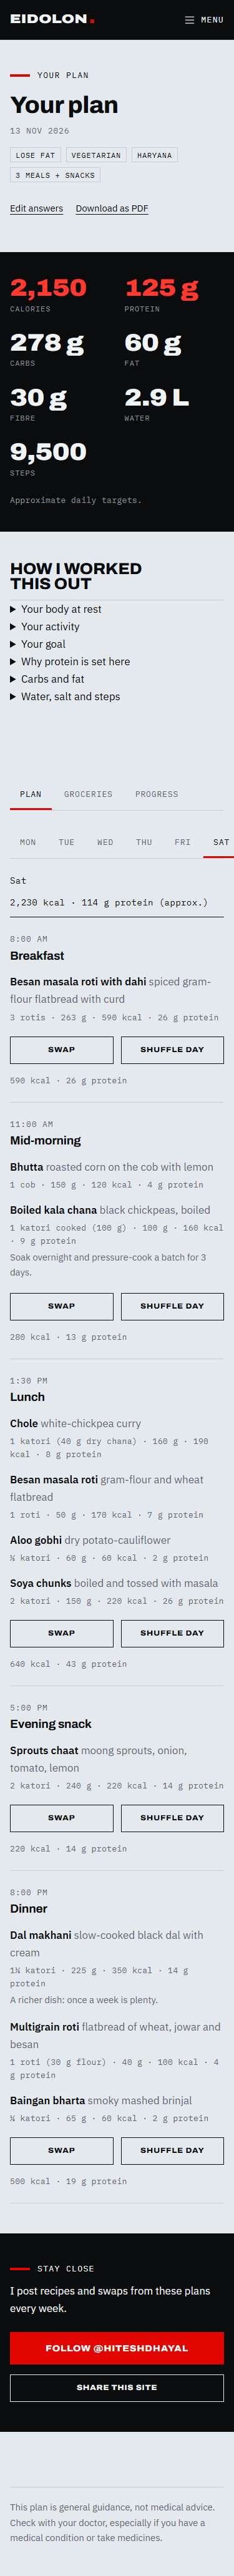 EIDOLON.
MENU
YOUR PLAN
Your plan
13 NOV 2026
LOSE FAT
VEGETARIAN
HARYANA
3 MEALS + SNACKS
Edit answers
Download as PDF
2,150
CALORIES
125 g
PROTEIN
278 g
CARBS
60 g
FAT
30 g
FIBRE
2.9 L
WATER
9,500
STEPS
Approximate daily targets.
HOW I WORKED
THIS OUT
Your body at rest
Your activity
Your goal
Why protein is set here
Carbs and fat
Water, salt and steps
PLAN
GROCERIES
PROGRESS
MON
TUE
WED
THU
FRI
SAT
Sat
2,230 kcal · 114 g protein (approx.)
8:00 AM
Breakfast
Besan masala roti with dahi spiced gram-
flour flatbread with curd
3 rotis · 263 g · 590 kcal · 26 g protein
SWAP
SHUFFLE DAY
590 kcal · 26 g protein
11:00 AM
Mid-morning
Bhutta roasted corn on the cob with lemon
1 cob · 150 g · 120 kcal · 4 g protein
Boiled kala chana black chickpeas, boiled
1 katori cooked (100 g) · 100 g · 160 kcal
· 9 g protein
Soak overnight and pressure-cook a batch for 3
days.
SWAP
SHUFFLE DAY
280 kcal · 13 g protein
1:30 PM
Lunch
Chole white-chickpea curry
1 katori (40 g dry chana) · 160 g · 190
kcal · 8 g protein
Besan masala roti gram-flour and wheat
flatbread
1 roti · 50 g · 170 kcal · 7 g protein
Aloo gobhi dry potato-cauliflower
katori · 60 g · 60 kcal · 2 g protein
Soya chunks boiled and tossed with masala
2 katori · 150 g · 220 kcal · 26 g protein
SWAP
SHUFFLE DAY
640 kcal · 43 g protein
5:00 PM
Evening snack
Sprouts chaat moong sprouts, onion,
tomato, lemon
2 katori · 240 g · 220 kcal · 14 g protein
SWAP
SHUFFLE DAY
220 kcal · 14 g protein
8:00 PM
Dinner
Dal makhani slow-cooked black dal with
cream
katori · 225 g · 350 kcal · 14 g
protein
A richer dish: once a week is plenty.
Multigrain roti flatbread of wheat, jowar and
besan
1 roti (30 g flour) · 40 g · 100 kcal · 4
g protein
Baingan bharta smoky mashed brinjal
katori · 65 g · 60 kcal · 2 g protein
SWAP
SHUFFLE DAY
500 kcal · 19 g protein
STAY CLOSE
I post recipes and swaps from these plans
every week.
FOLLOW @HITESHDHAYAL
SHARE THIS SITE
This plan is general guidance, not medical advice.
Check with your doctor, especially if you have a
medical condition or take medicines.